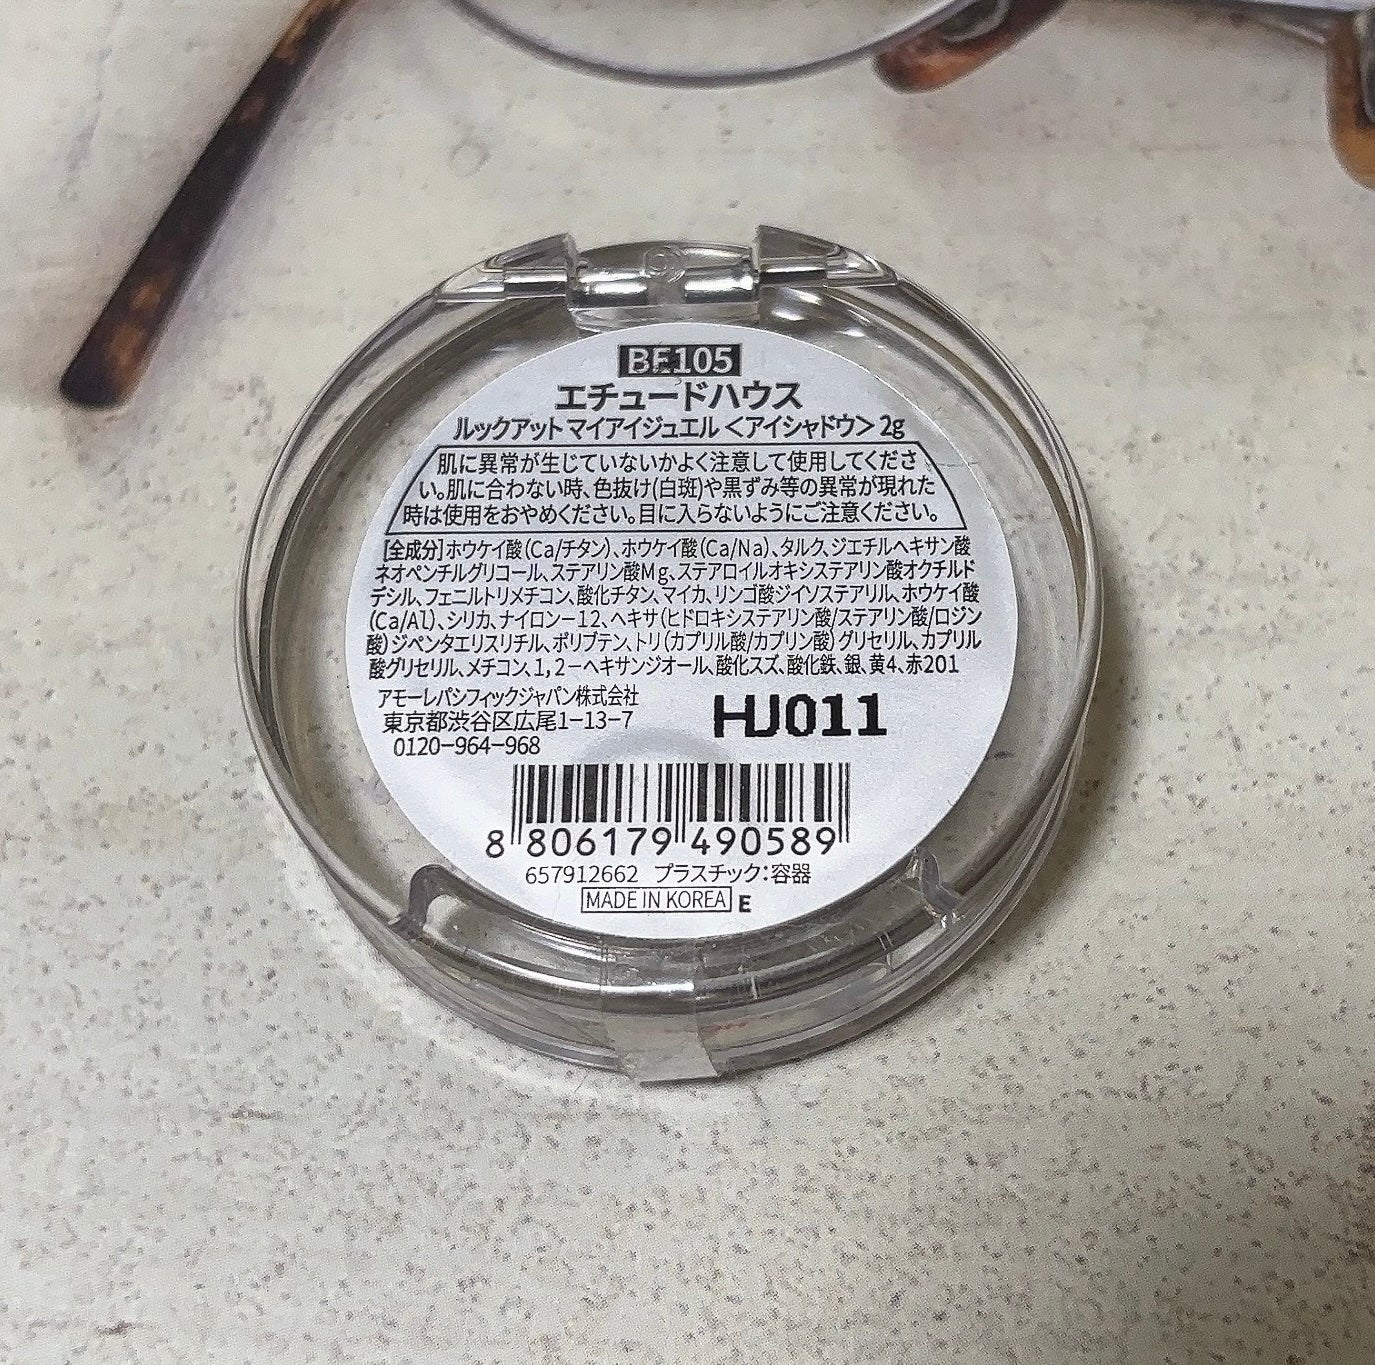 BE105
エチュードハウス
ルックアット マイアイジュエル <アイシャドウ> 2g
肌に異常が生じていないかよく注意して使用してくださ
い。肌に合わない時、色抜け(白斑)や黒ずみ等の異常が現れた
時は使用をおやめください。目に入らないようにご注意ください。
[全成分]ホウケイ酸(Ca/チタン)、ホウケイ酸(Ca/Na)、タルク、ジエチルヘキサン酸
ネオペンチルグリコール、ステアリン酸Mg、ステアロイルオキシステアリン酸オクチルド
デシル、フェニルトリメチコン、酸化チタン、マイカ、リンゴ酸ジイソステアリル、ホウケイ酸
(Ca/Al)、シリカ、ナイロン-12、ヘキサ(ヒドロキシステアリン酸/ステアリン酸/ロジン
酸)ジペンタエリスリチル、ポリブテン、トリ(カプリル酸/カプリン酸)グリセリル、カプリル
酸グリセリル、メチコン、1,2-ヘキサンジオール、酸化スズ、酸化鉄、銀、黄4、赤201
アモーレパシフィックジャパン株式会社
東京都渋谷区広尾1-13-7
0120-964-968
HJ011
8 806179 490589
657912662 プラスチック:容器
MADE IN KOREA E